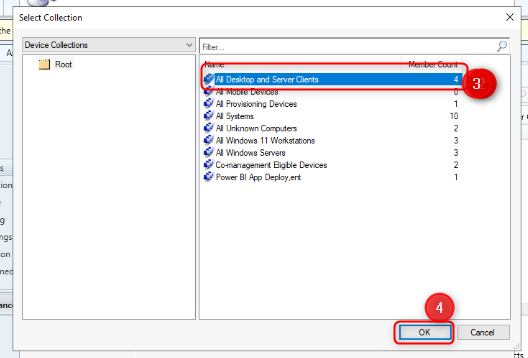 Select Collection
Device Collections
Filter...
Root
Name Member Count
All Desktop and Server Clients 4
3
All Mobile Devices 0
All Provisioning Devices 1
All Systems 10
All Unknown Computers 2
All Windows 11 Workstations 3
All Windows Servers 3
Co-management Eligible Devices 2
Power BI App Deploy,ent 1
4
OK Cancel